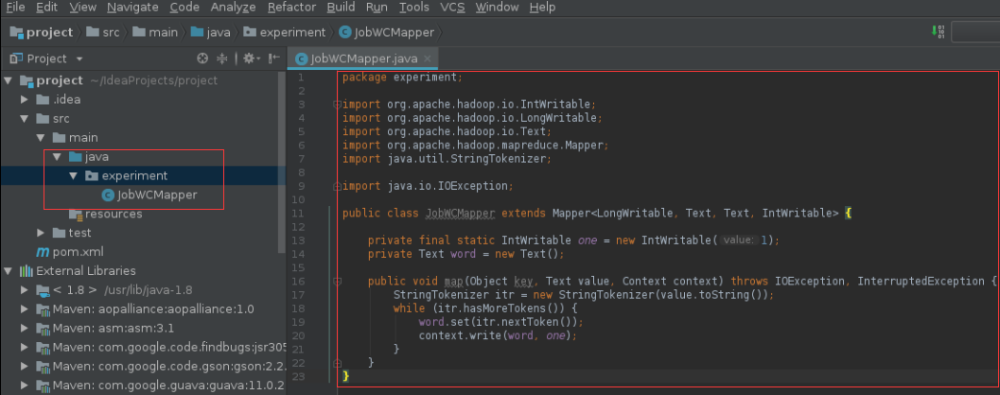 File Edit View Navigate Code Analyze Refactor Build Run Tools VCS Window Help
project src main java experiment JobWCMapper
Project
JobWCMapper.java
project ~/IdeaProjects/project
.idea
src
main
java
experiment
JobWCMapper
resources
test
pom.xml
External Libraries
< 1.8 > /usr/lib/java-1.8
Maven: aopalliance:aopalliance:1.0
Maven: asm:asm:3.1
Maven: com.google.code.findbugs:jsr305
Maven: com.google.code.gson:gson:2.2.
Maven: com.google.guava:guava:11.0.2
1 package experiment;
2
3 import org.apache.hadoop.io.IntWritable;
4 import org.apache.hadoop.io.LongWritable;
5 import org.apache.hadoop.io.Text;
6 import org.apache.hadoop.mapreduce.Mapper;
7 import java.util.StringTokenizer;
8
9 import java.io.IOException;
10
11 public class JobWCMapper extends Mapper<LongWritable, Text, Text, IntWritable> {
12
13 private final static IntWritable one = new IntWritable( value: 1);
14 private Text word = new Text();
15
16 public void map(Object key, Text value, Context context) throws IOException, InterruptedException {
17 StringTokenizer itr = new StringTokenizer(value.toString());
18 while (itr.hasMoreTokens()) {
19 word.set(itr.nextToken());
20 context.write(word, one);
21 }
22 }
23 }